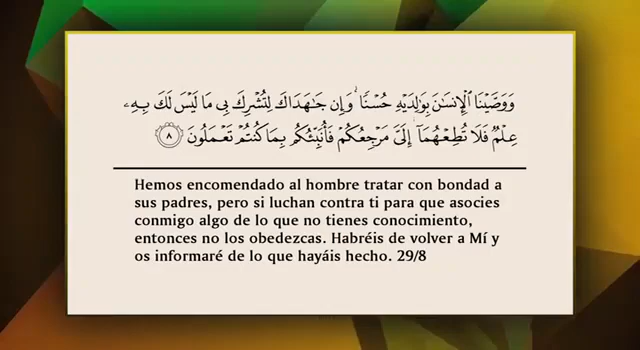 وَوَصَّيْنَا ٱلْإِنسَٰنَ بِوَٰلِدَيْهِ حُسْنًا ۖ وَإِن جَٰهَدَاكَ لِتُشْرِكَ بِى مَا لَيْسَ لَكَ بِهِۦ
عِلْمٌ فَلَا تُطِعْهُمَآ ۚ إِلَىَّ مَرْجِعُكُمْ فَأُنَبِّئُكُم بِمَا كُنتُمْ تَعْمَلُونَ ٨
Hemos encomendado al hombre tratar con bondad a
sus padres, pero si luchan contra ti para que asocies
conmigo algo de lo que no tienes conocimiento,
entonces no los obedezcas. Habréis de volver a Mí y
os informaré de lo que hayáis hecho. 29/8